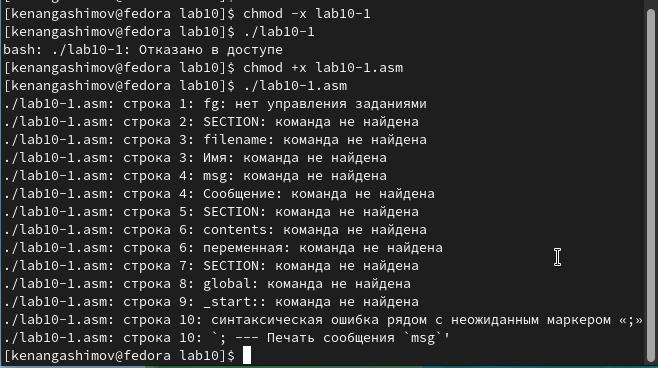 [kenangashimov@fedora lab10]$ chmod -x lab10-1
[kenangashimov@fedora lab10]$ ./lab10-1
bash: ./lab10-1: Отказано в доступе
[kenangashimov@fedora lab10]$ chmod +x lab10-1.asm
[kenangashimov@fedora lab10]$ ./lab10-1.asm
./lab10-1.asm: строка 1: fg: нет управления заданиями
./lab10-1.asm: строка 2: SECTION: команда не найдена
./lab10-1.asm: строка 3: filename: команда не найдена
./lab10-1.asm: строка 3: Имя: команда не найдена
./lab10-1.asm: строка 4: msg: команда не найдена
./lab10-1.asm: строка 4: Сообщение: команда не найдена
./lab10-1.asm: строка 5: SECTION: команда не найдена
./lab10-1.asm: строка 6: contents: команда не найдена
./lab10-1.asm: строка 6: переменная: команда не найдена
./lab10-1.asm: строка 7: SECTION: команда не найдена
./lab10-1.asm: строка 8: global: команда не найдена
./lab10-1.asm: строка 9: _start:: команда не найдена
./lab10-1.asm: строка 10: синтаксическая ошибка рядом с неожиданным маркером «;»
./lab10-1.asm: строка 10: `; --- Печать сообщения `msg`'
[kenangashimov@fedora lab10]$